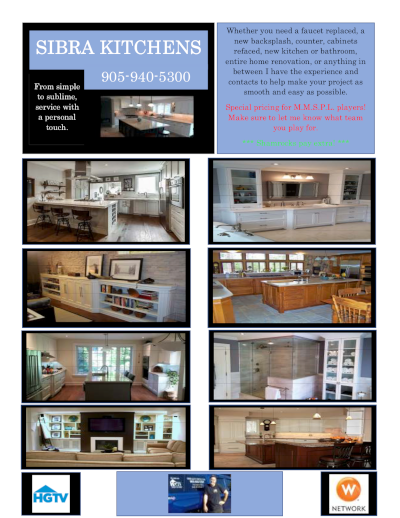 SIBRA KITCHENS
905-940-5300
From simple
to sublime,
service with
a personal
touch.
Whether you need a faucet replaced, a
new backsplash, counter, cabinets
refaced, new kitchen or bathroom,
entire home renovation, or anything in
between I have the experience and
contacts to help make your project as
smooth and easy as possible.
Special pricing for M.M.S.P.L. players!
Make sure to let me know what team
you play for.
HGTV
W
NETWORK